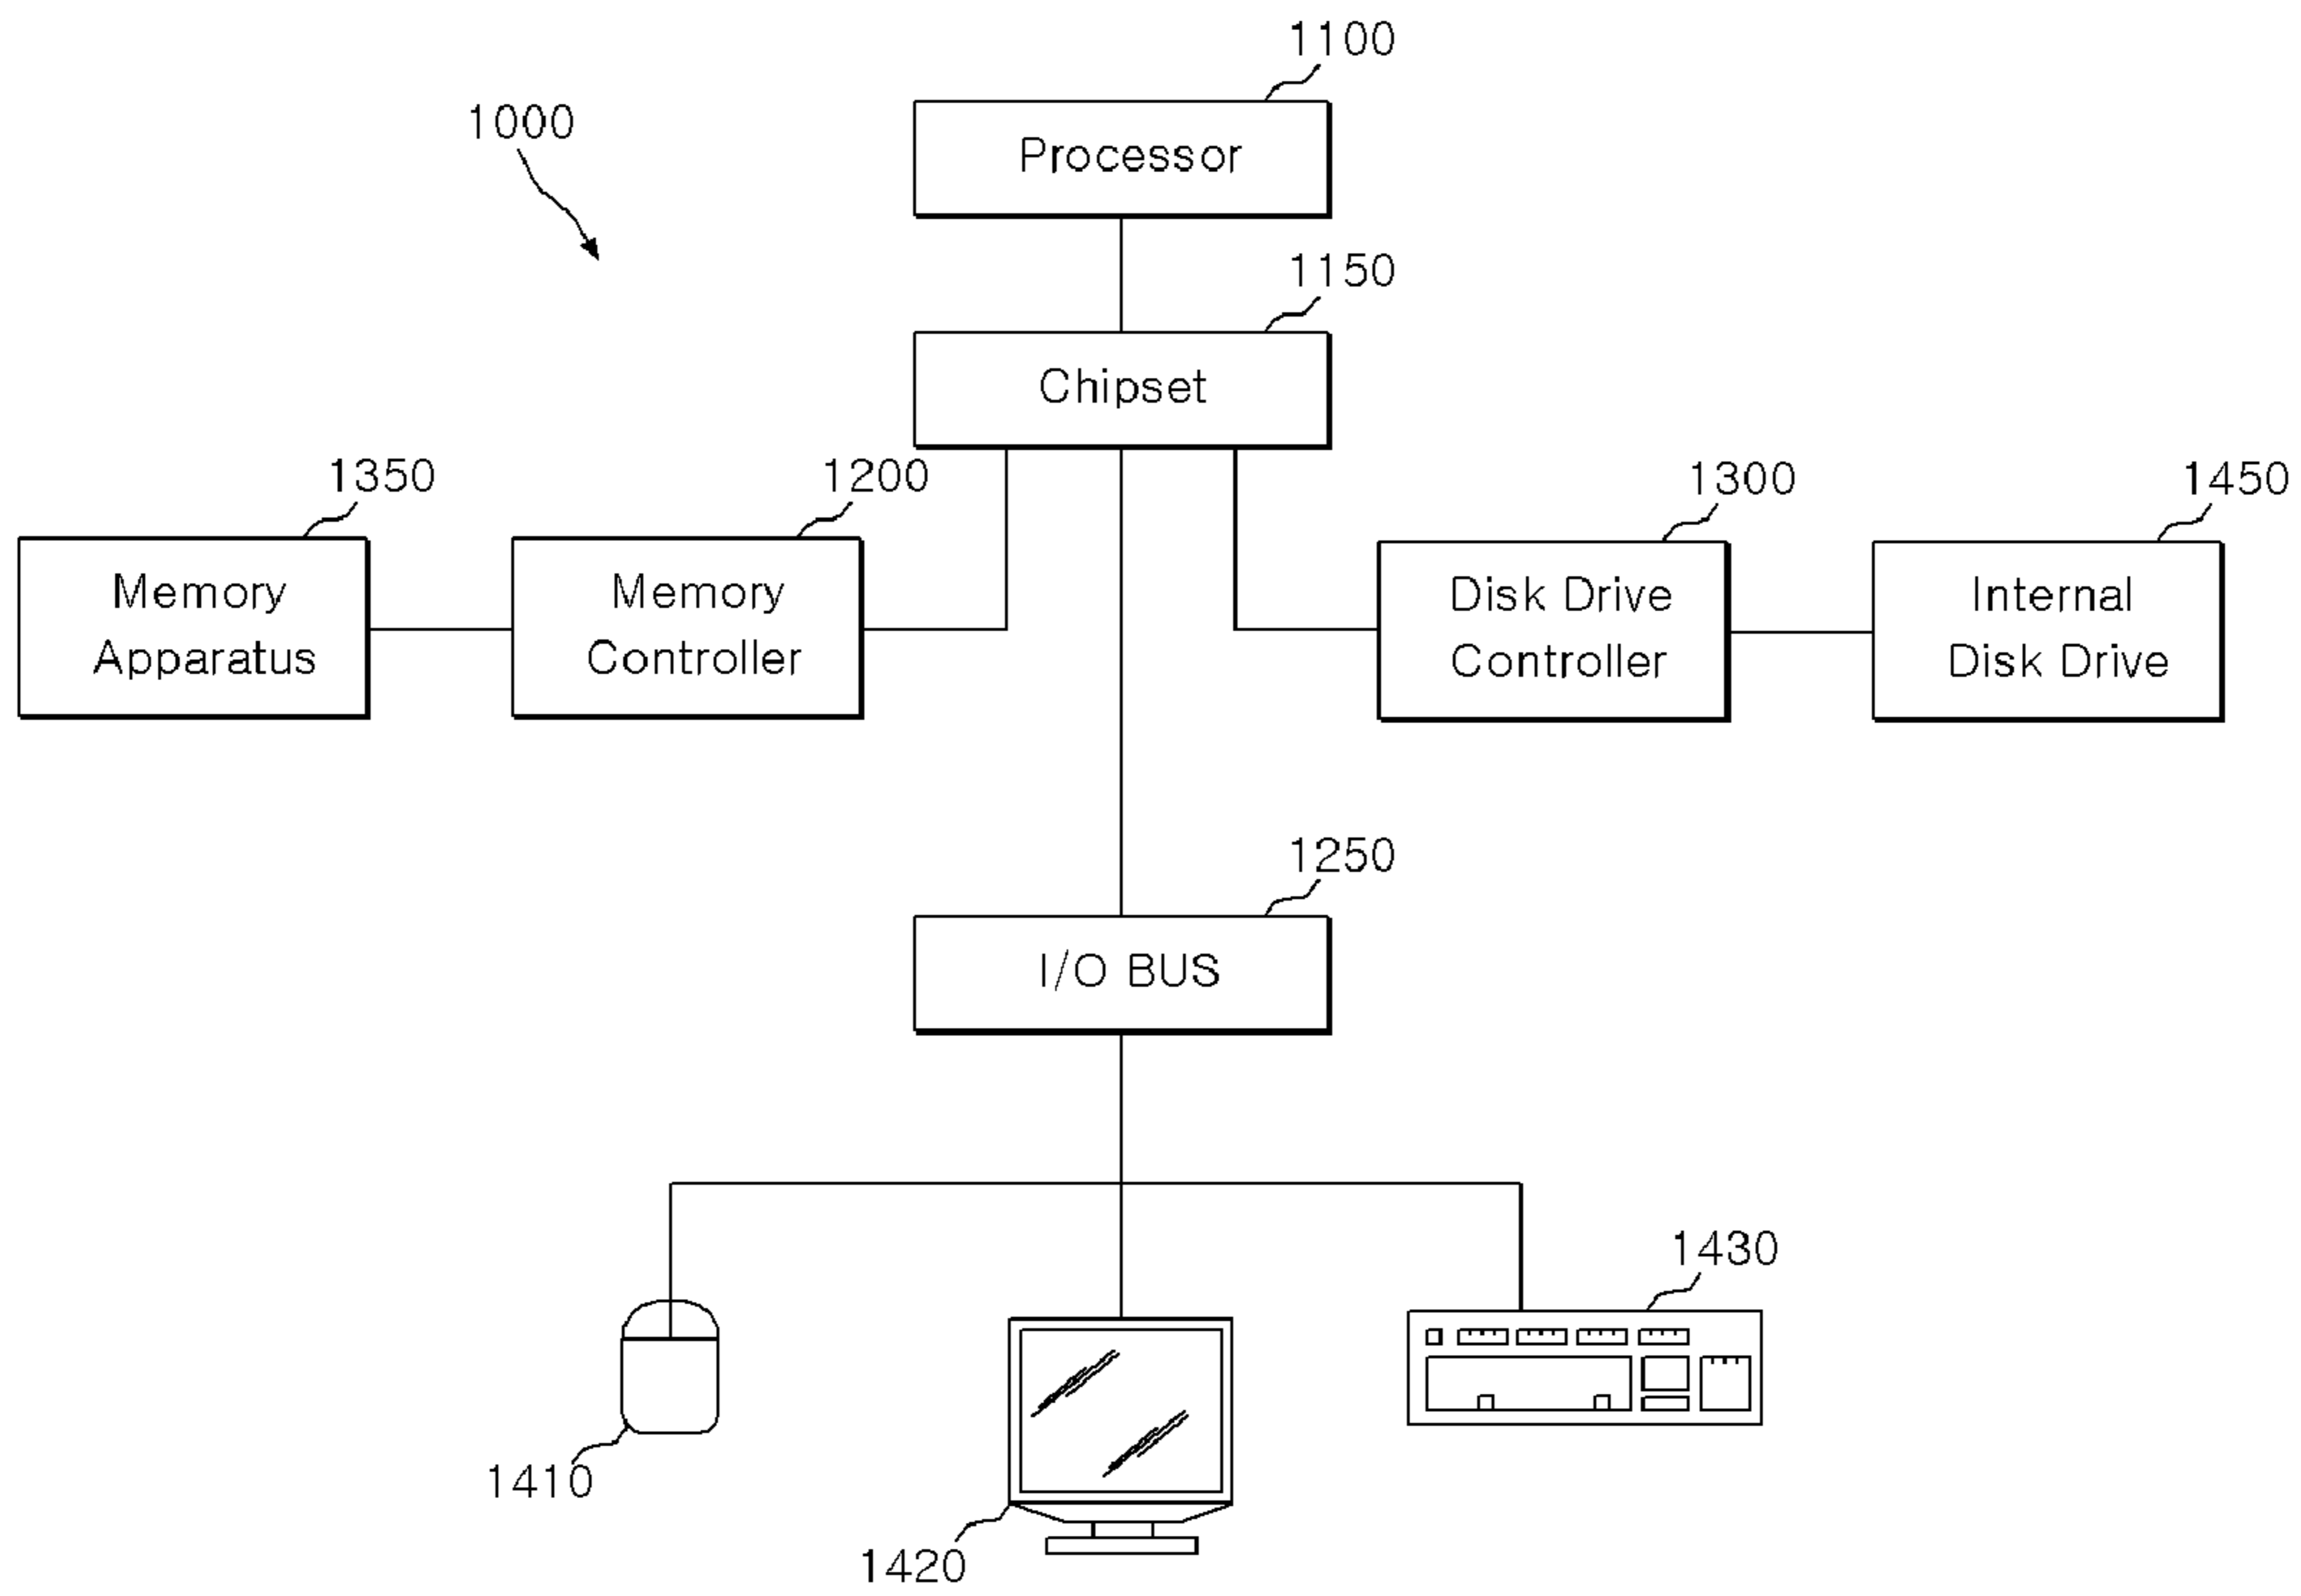 1100
1000
Processor
1150
Chipset
1350
1200
1300
1450
Memory
Apparatus
Memory
Controller
Disk Drive
Controller
Internal
Disk Drive
1250
I/O BUS
1430
1410
1420